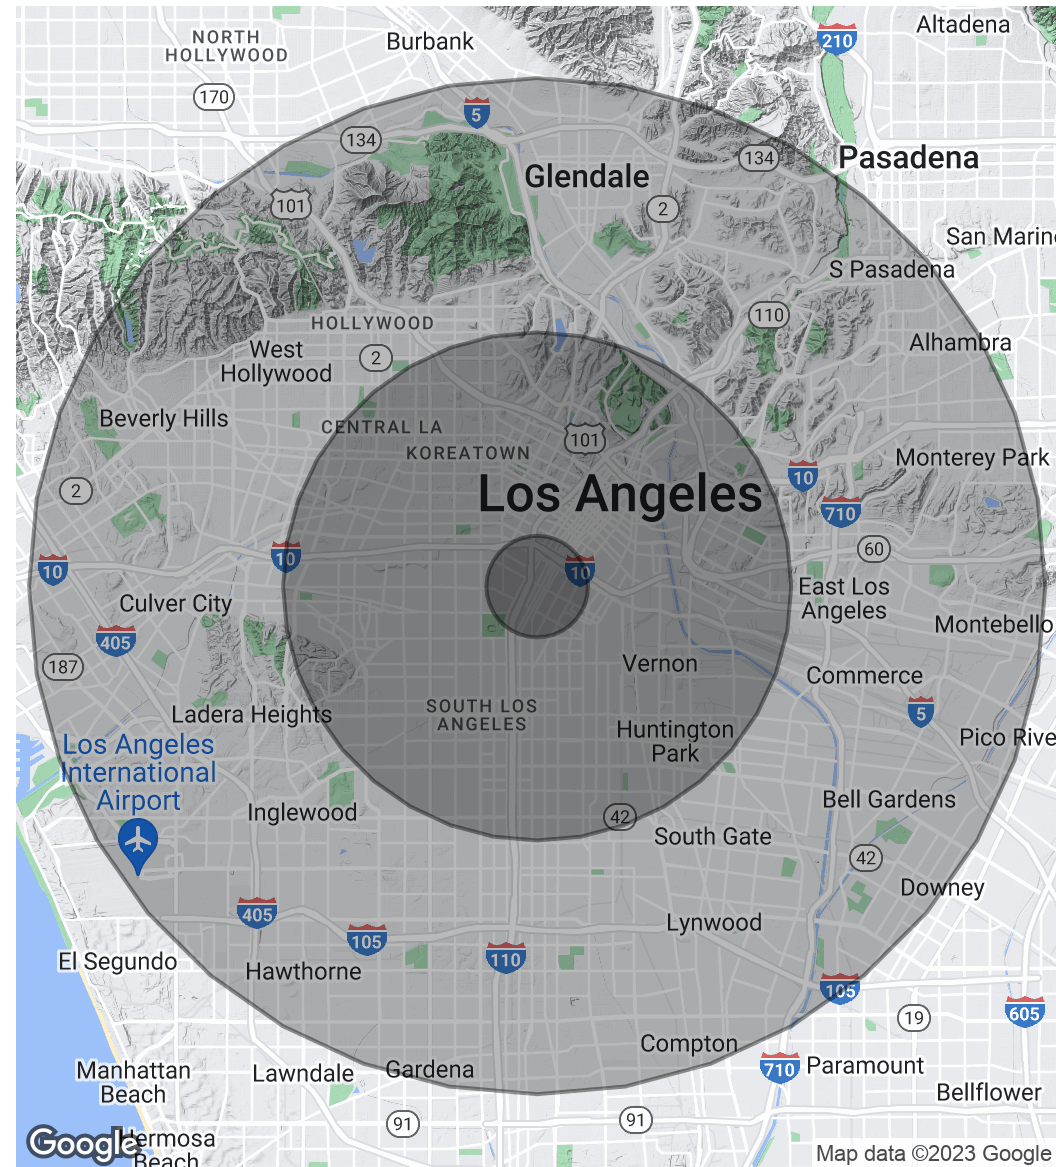 NORTH
HOLLYWOOD
Burbank
210
Altadena
170
5
134
134
Glendale
Pasadena
101
2
San Marino
S Pasadena
110
HOLLYWOOD
West
Hollywood
2
Alhambra
Beverly Hills
CENTRAL LA
KOREATOWN
101
Monterey Park
10
2
Los Angeles
710
10
10
10
60
East Los
Angeles
Culver City
405
Montebello
187
Vernon
Commerce
Ladera Heights
SOUTH LOS
ANGELES
5
Huntington
Park
Pico Rive
Los Angeles
International
Airport
Inglewood
42
Bell Gardens
South Gate
42
Downey
405
Lynwood
105
110
El Segundo
Hawthorne
105
19
605
Compton
Manhattan
Beach
Lawndale
Gardena
710
Paramount
Bellflower
91
91
Google
Hermosa
Beach
Map data ©2023 Google